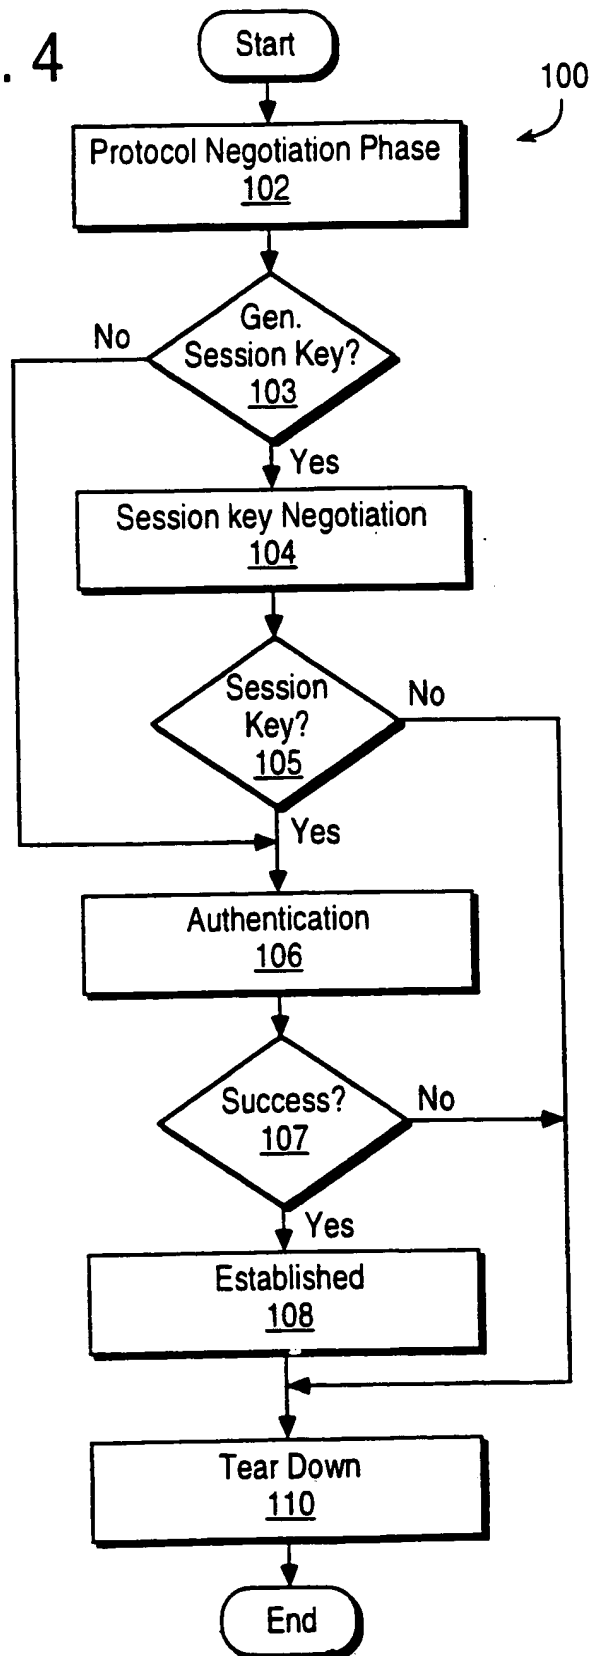 . 4
Start
100
Protocol Negotiation Phase
102
Gen.
Session Key?
103
No
Yes
Session key Negotiation
104
Session
Key?
105
No
Yes
Authentication
106
Success?
107
No
Yes
Established
108
Tear Down
110
End